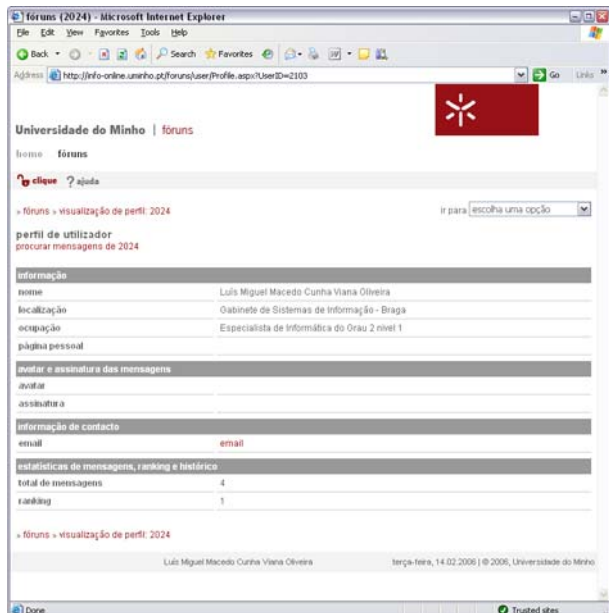 fóruns (2024) - Microsoft Internet Explorer
File Edit View Favorites Tools Help
Back Search Favorites
Address http://info-online.uminho.pt/foruns/user/Profile.aspx?UserID=2103 Go Links »
Universidade do Minho | fóruns
home fóruns
clique ? ajuda
» fóruns » visualização de perfil: 2024 ir para escolha uma opção
perfil de utilizador
procurar mensagens de 2024
informação
nome Luís Miguel Macedo Cunha Viana Oliveira
localização Gabinete de Sistemas de Informação - Braga
ocupação Especialista de Informática do Grau 2 nível 1
página pessoal
avatar e assinatura das mensagens
avatar
assinatura
informação de contacto
email email
estatísticas de mensagens, ranking e histórico
total de mensagens 4
ranking 1
» fóruns » visualização de perfil: 2024
Luís Miguel Macedo Cunha Viana Oliveira terça-feira, 14.02.2006 | © 2006, Universidade do Minho
Done Trusted sites